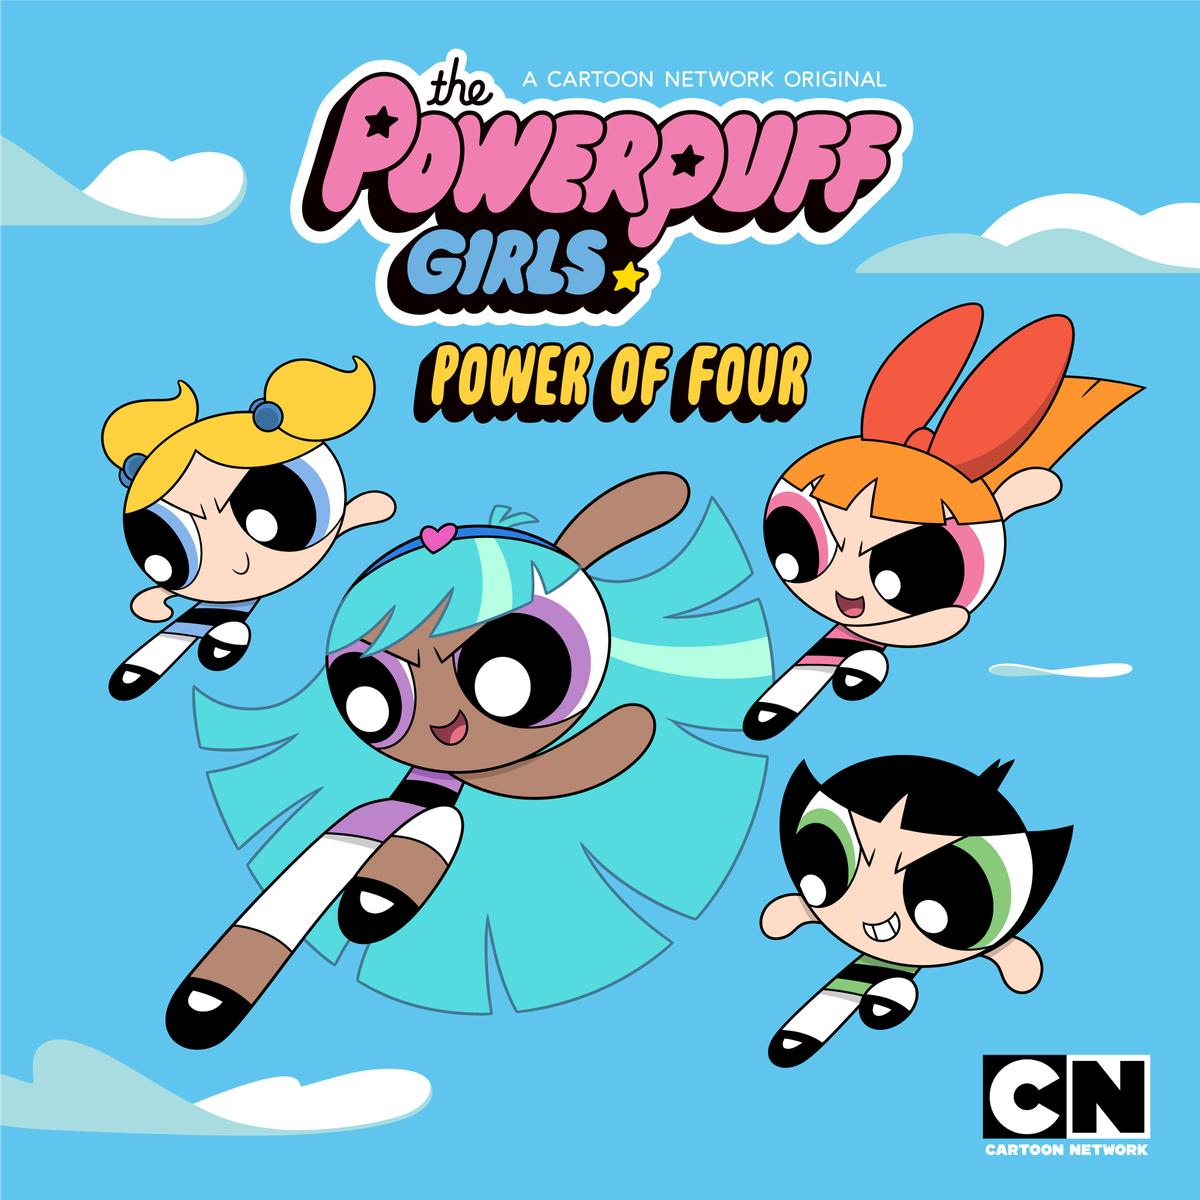 the
A CARTOON NETWORK ORIGINAL
POWERPUFF
GIRLS
POWER OF FOUR
CN
CARTOON NETWORK